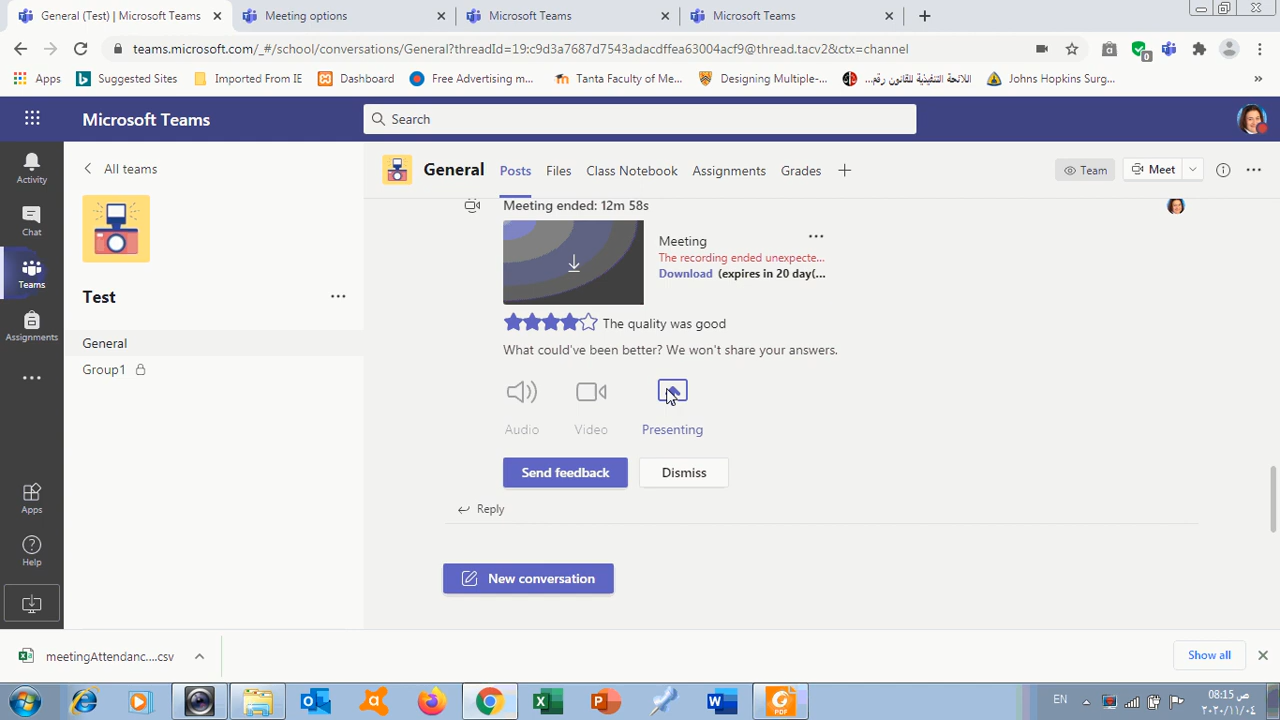 General (Test) | Microsoft Teams
Meeting options
Microsoft Teams
Microsoft Teams
teams.microsoft.com/_#/school/conversations/General?threadId=19:c9d3a7687d7543adacdffea63004acf9@thread.tacv2&ctx=channel
0
Apps
Suggested Sites
Imported From IE
Dashboard
Free Advertising m...
Tanta Faculty of Me...
Designing Multiple-...
اللائحة التنفيذية للقانون رقم...
Johns Hopkins Surg...
»
Microsoft Teams
Search
Activity
Chat
Teams
Assignments
Apps
Help
All teams
Test
General
Group1
General
Posts
Files
Class Notebook
Assignments
Grades
Team
Meet
Meeting ended: 12m 58s
Meeting
The recording ended unexpecte...
Download (expires in 20 day(...
The quality was good
What could've been better? We won't share your answers.
Audio
Video
Presenting
Send feedback
Dismiss
Reply
New conversation
meetingAttendanc....csv
Show all
PDF
EN
08:15 ص
٢٠٢٠/١١/٠٤